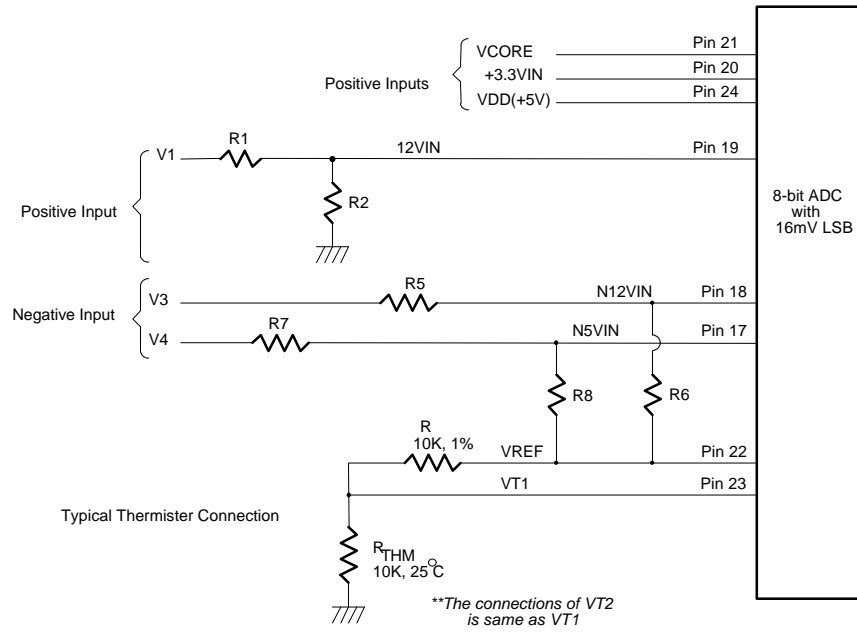 VCORE Pin 21
Positive Inputs +3.3VIN Pin 20
VDD(+5V) Pin 24
R1
V1 12VIN Pin 19
R2
Positive Input
8-bit ADC
with
16mV LSB
R5
V3 N12VIN Pin 18
Negative Input
R7
V4 N5VIN Pin 17
R8 R6
R
10K, 1%
VREF Pin 22
VT1 Pin 23
Typical Thermister Connection
RTHM
10K, 25°C
**The connections of VT2
is same as VT1